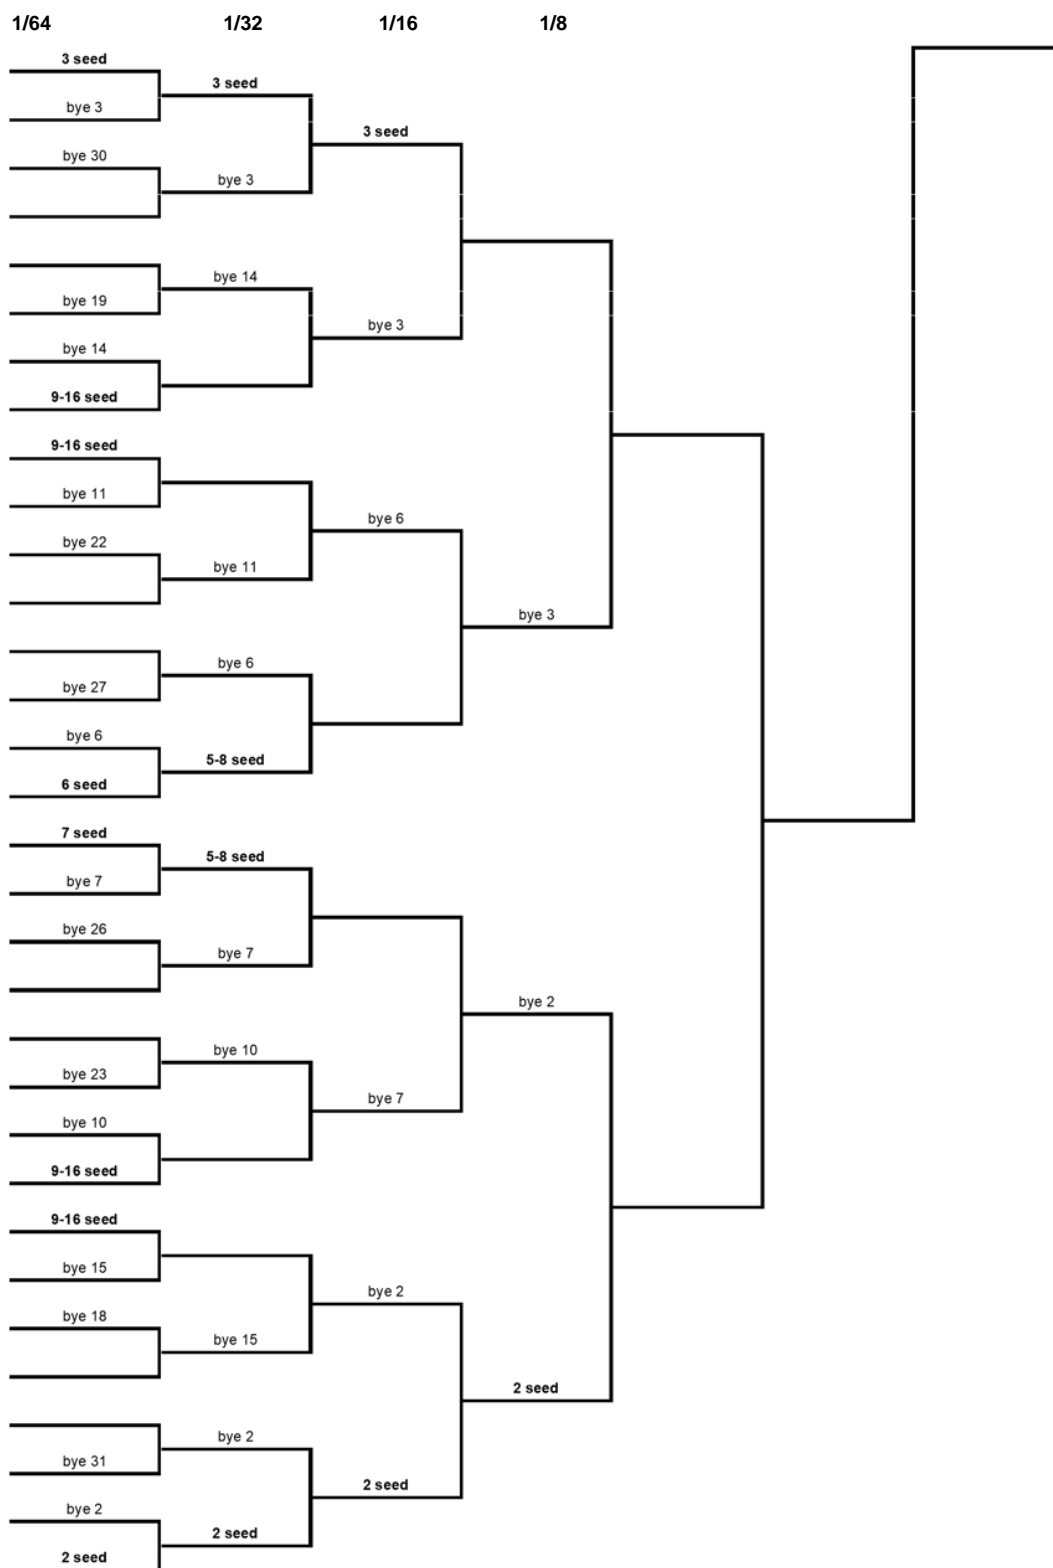 1/64 1/32 1/16 1/8
3 seed
3 seed
bye 3
3 seed
bye 30
bye 3
bye 14
bye 19
bye 3
bye 14
9-16 seed
9-16 seed
bye 11
bye 6
bye 22
bye 11
bye 3
bye 6
bye 27
bye 6
5-8 seed
6 seed
7 seed
5-8 seed
bye 7
bye 26
bye 7
bye 2
bye 10
bye 23
bye 7
bye 10
9-16 seed
9-16 seed
bye 15
bye 2
bye 18
bye 15
2 seed
bye 2
bye 31
2 seed
bye 2
2 seed
2 seed